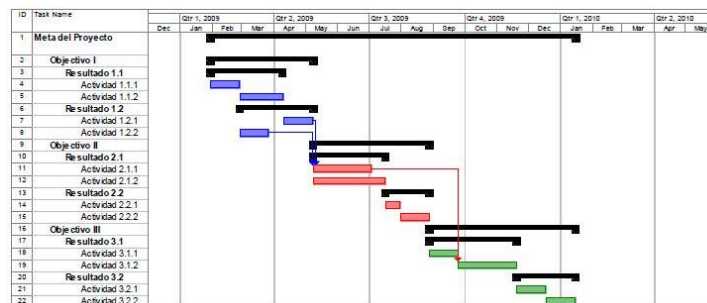 ID Task Name Qtr 1, 2009 Qtr 2, 2009 Qtr 3, 2009 Qtr 4, 2009 Qtr 1, 2010 Qtr 2, 2010
Dec Jan Feb Mar Apr May Jun Jul Aug Sep Oct Nov Dec Jan Feb Mar Apr May
1 Meta del Proyecto
2 Objectivo I
3 Resultado 1.1
4 Actividad 1.1.1
5 Actividad 1.1.2
6 Resultado 1.2
7 Actividad 1.2.1
8 Actividad 1.2.2
9 Objectivo II
10 Resultado 2.1
11 Actividad 2.1.1
12 Actividad 2.1.2
13 Resultado 2.2
14 Actividad 2.2.1
15 Actividad 2.2.2
16 Objectivo III
17 Resultado 3.1
18 Actividad 3.1.1
19 Actividad 3.1.2
20 Resultado 3.2
21 Actividad 3.2.1
22 Actividad 3.2.2